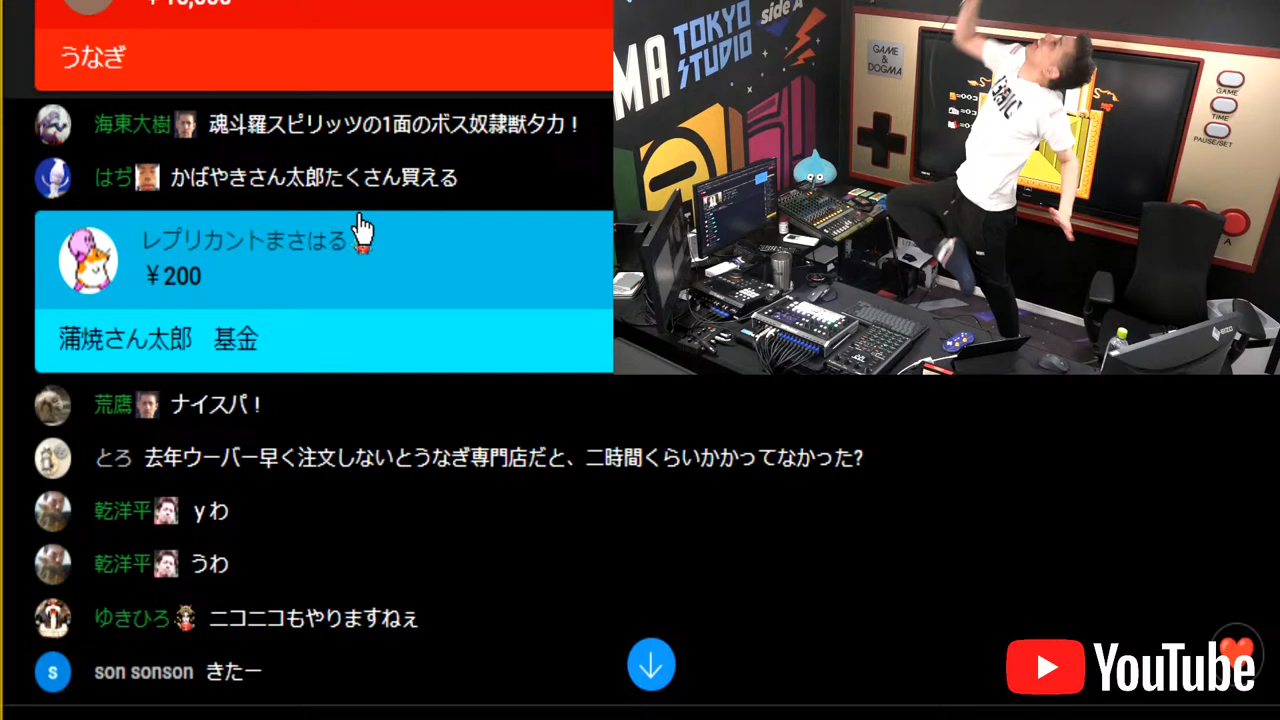 うなぎ
海東大樹 魂斗羅スピリッツの1面のボス奴隷獣タカ！
はぢ かばやきさん太郎たくさん買える
レプリカントまさはる
￥200
蒲焼さん太郎　基金
荒鷹 ナイスパ！
とろ 去年ウーバー早く注文しないとうなぎ専門店だと、二時間くらいかかってなかった?
乾洋平 ｙわ
乾洋平 うわ
ゆきひろ ニコニコもやりますねぇ
s son sonson きたー
MA TOKYO STUDIO side A
GAME & DOGMA
GAME
TIME
PAUSE/SET
A
YouTube